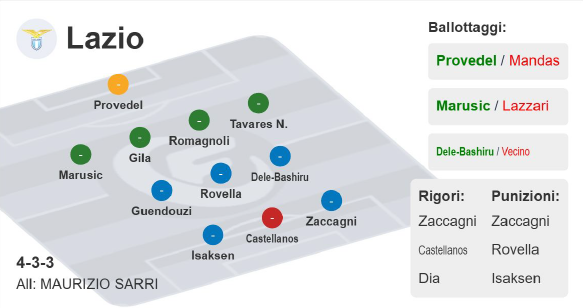 Lazio
Provedel
Tavares N.
Romagnoli
Gila
Marusic
Dele-Bashiru
Rovella
Guendouzi
Zaccagni
Castellanos
Isaksen
4-3-3
All: MAURIZIO SARRI
Ballottaggi:
Provedel / Mandas
Marusic / Lazzari
Dele-Bashiru / Vecino
Rigori: Punizioni:
Zaccagni Zaccagni
Castellanos Rovella
Dia Isaksen